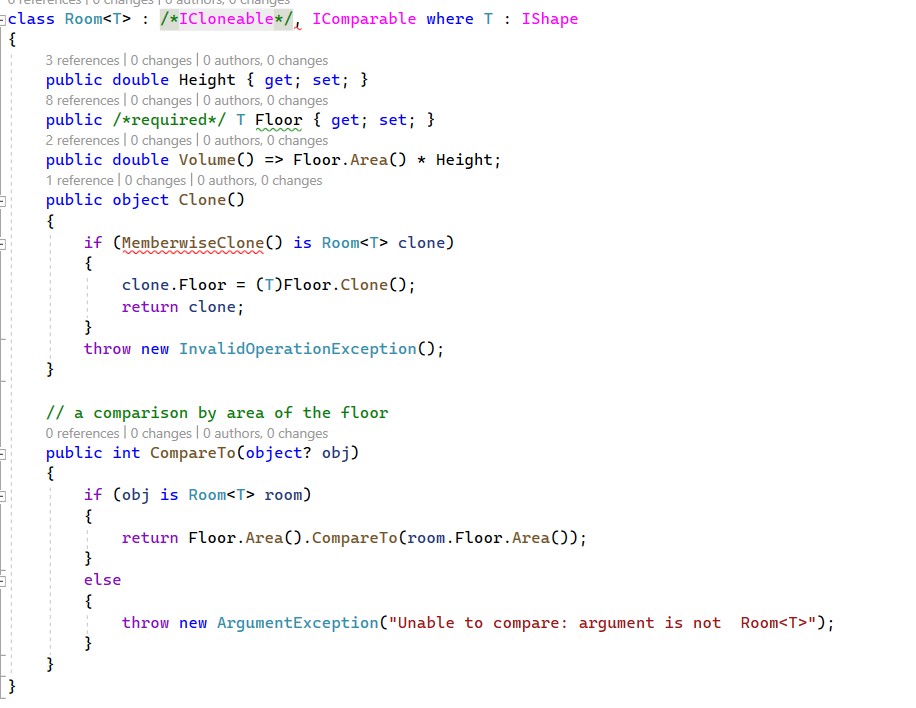 6 references | 0 changes | 0 authors, 0 changes
class Room<T> : /*ICloneable*/, IComparable where T : IShape
{
3 references | 0 changes | 0 authors, 0 changes
public double Height { get; set; }
8 references | 0 changes | 0 authors, 0 changes
public /*required*/ T Floor { get; set; }
2 references | 0 changes | 0 authors, 0 changes
public double Volume() => Floor.Area() * Height;
1 reference | 0 changes | 0 authors, 0 changes
public object Clone()
{
if (MemberwiseClone() is Room<T> clone)
{
clone.Floor = (T)Floor.Clone();
return clone;
}
throw new InvalidOperationException();
}
// a comparison by area of the floor
0 references | 0 changes | 0 authors, 0 changes
public int CompareTo(object? obj)
{
if (obj is Room<T> room)
{
return Floor.Area().CompareTo(room.Floor.Area());
}
else
{
throw new ArgumentException("Unable to compare: argument is not  Room<T>");
}
}
}